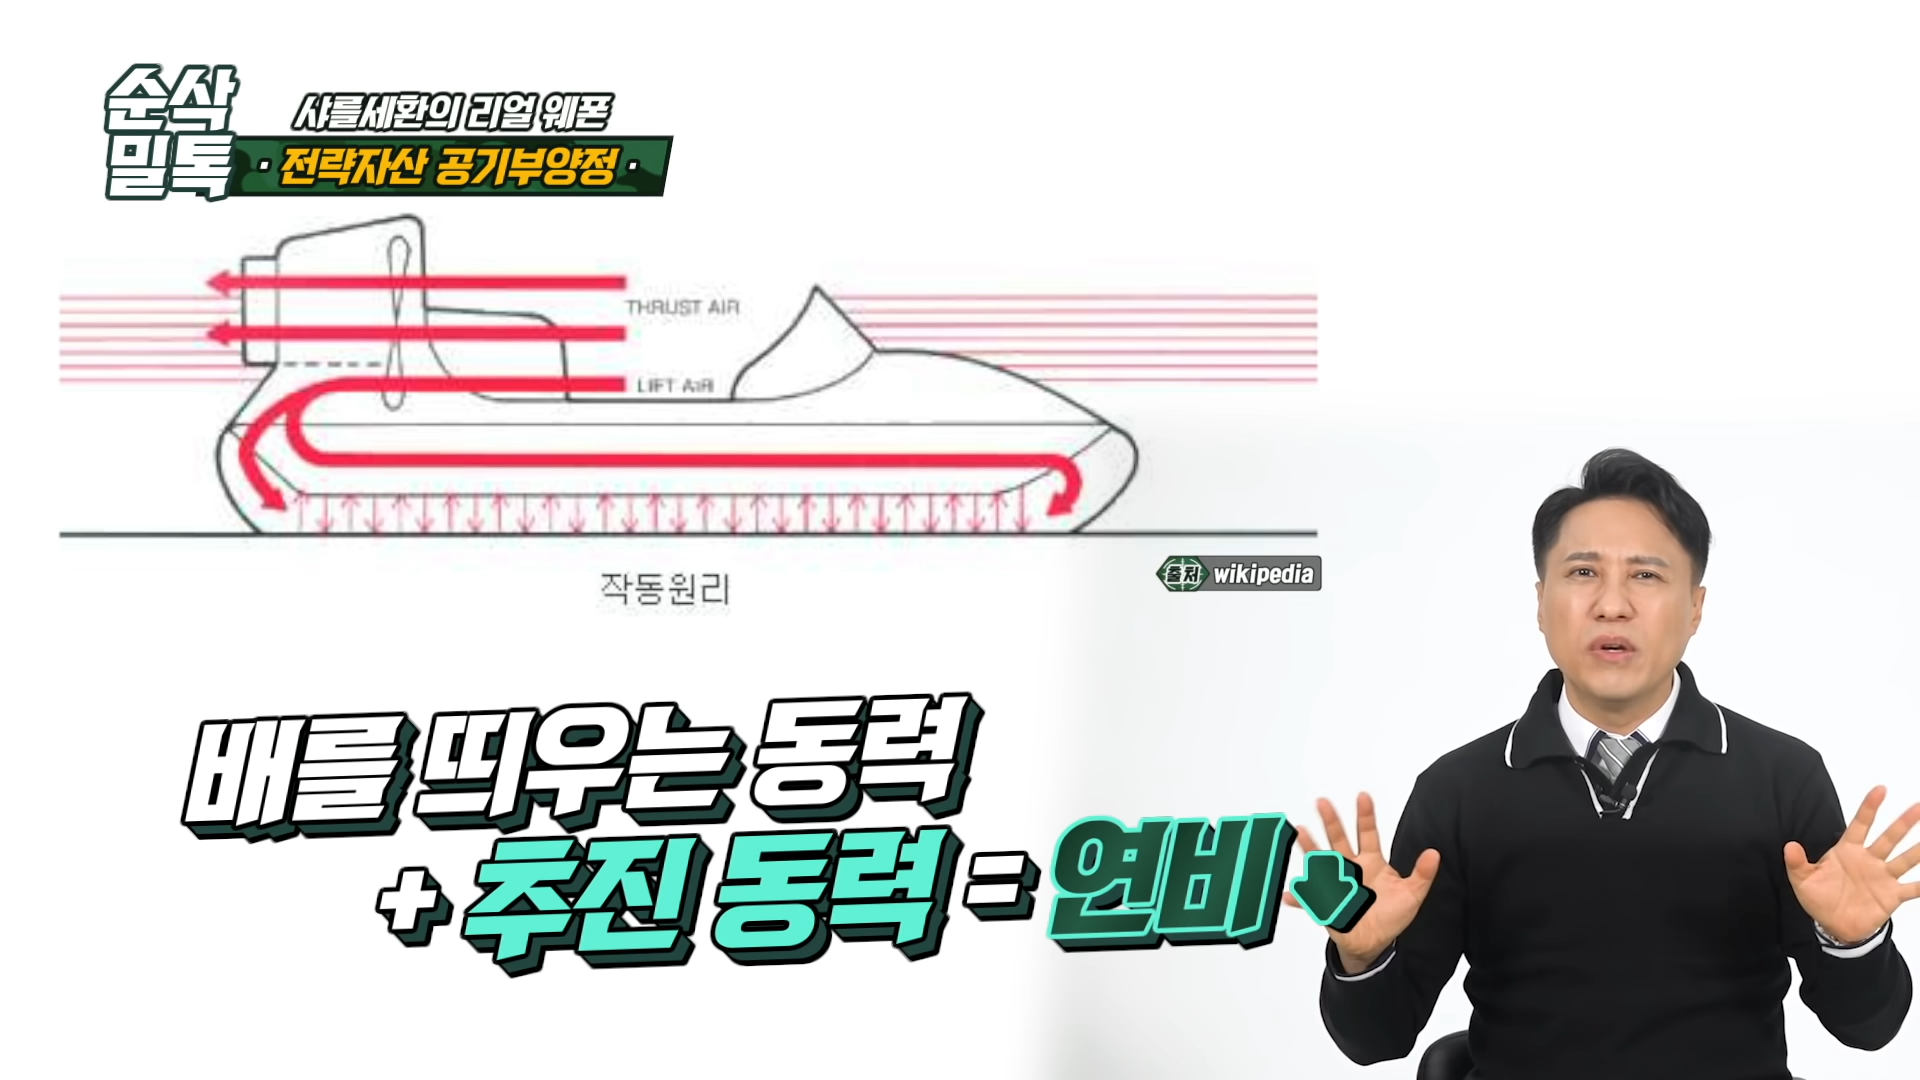 순삭
밀톡
샤를세환의 리얼 웨폰
· 전략자산 공기부양정 ·
THRUST AIR
LIFT AIR
출처 wikipedia
작동원리
배를 띄우는 동력
+ 추진 동력 = 연비 ↓